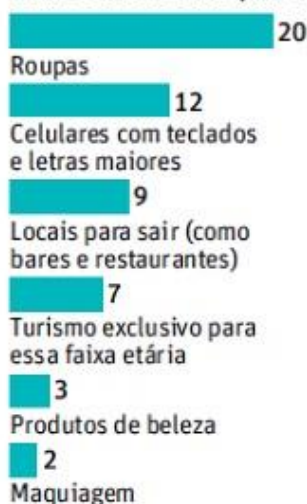 20
Roupas
12
Celulares com teclados
e letras maiores
9
Locais para sair (como
bares e restaurantes)
7
Turismo exclusivo para
essa faixa etária
3
Produtos de beleza
2
Maquiagem